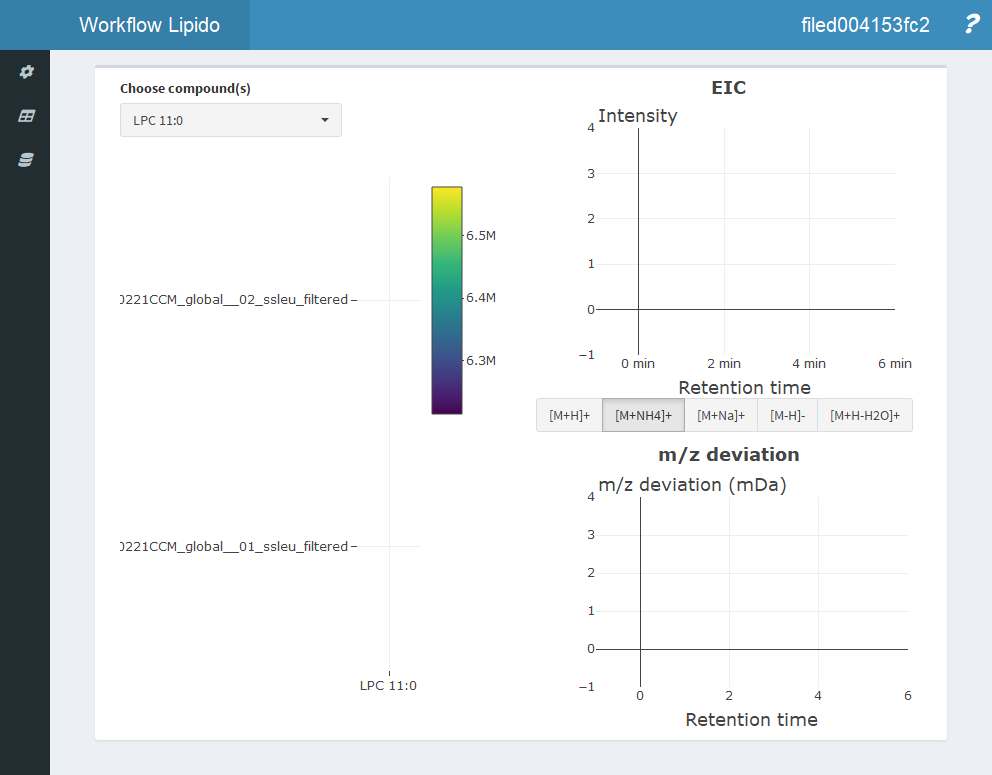 Workflow Lipido
filed004153fc2
?
Choose compound(s)
LPC 11:0
0221CCM_global__02_ssleu_filtered
0221CCM_global__01_ssleu_filtered
LPC 11:0
6.5M
6.4M
6.3M
EIC
Intensity
4
3
2
1
0
−1
0 min
2 min
4 min
6 min
Retention time
[M+H]+
[M+NH4]+
[M+Na]+
[M-H]-
[M+H-H2O]+
m/z deviation
m/z deviation (mDa)
4
3
2
1
0
−1
0
2
4
6
Retention time